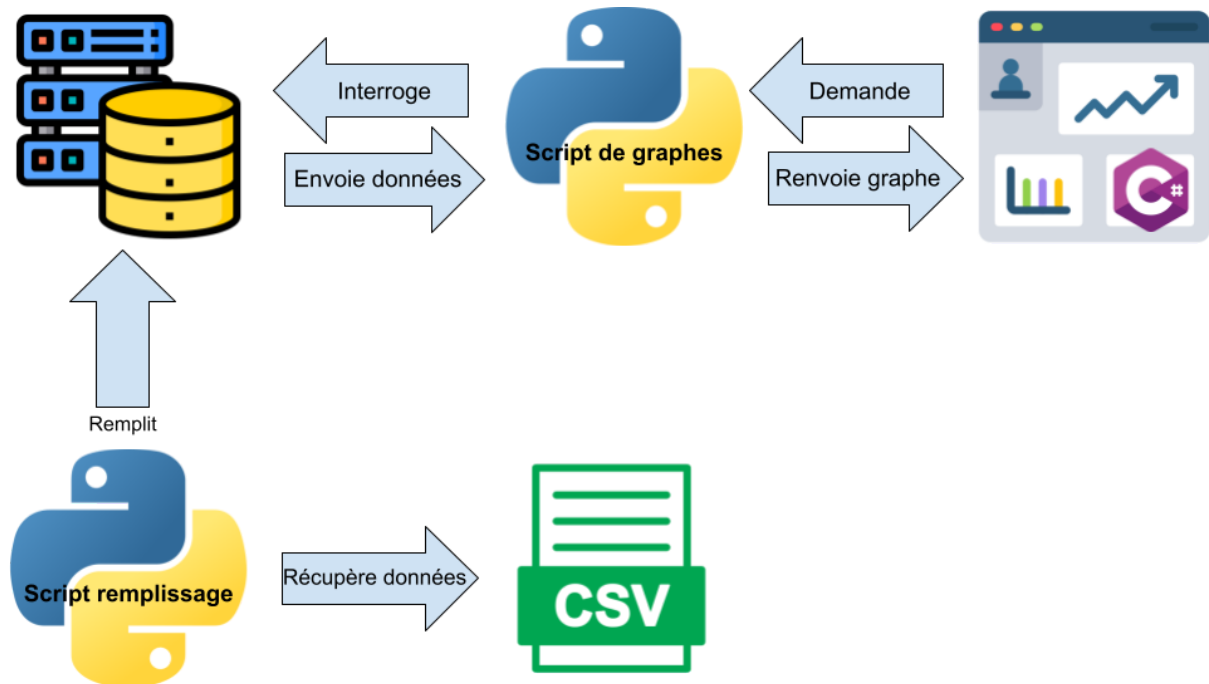 Interroge
Demande
Script de graphes
Envoie données
Renvoie graphe
C#
Remplit
Script remplissage
Récupère données
CSV